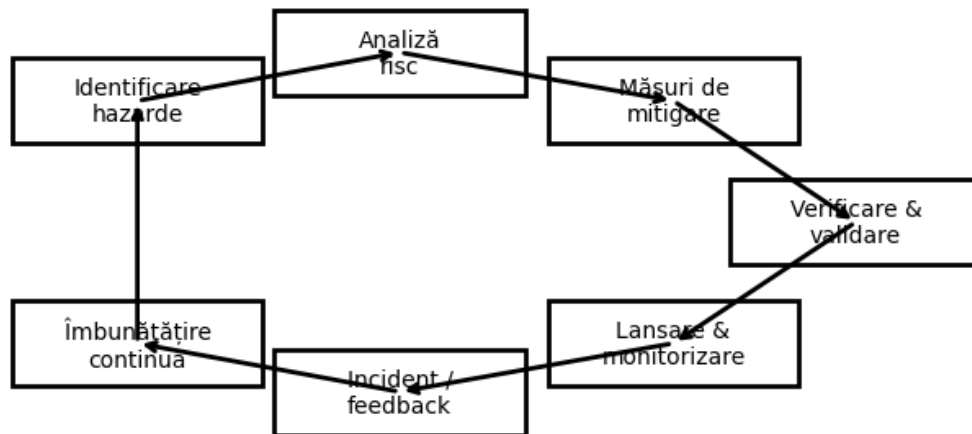 Analiză
risc
Identificare
hazarde
Măsuri de
mitigare
Verificare &
validare
Lansare &
monitorizare
Incident /
feedback
Îmbunătățire
continuă